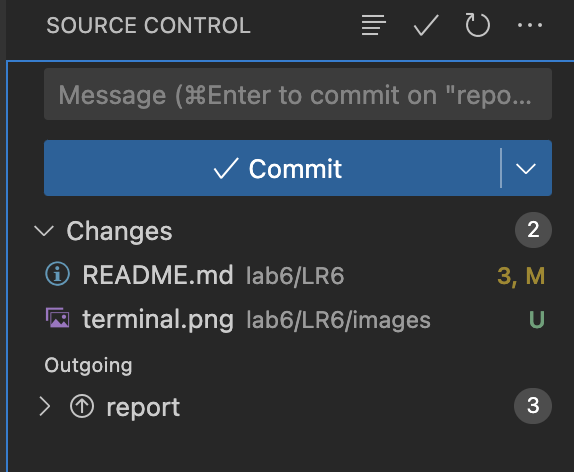 SOURCE CONTROL
Message (⌘Enter to commit on "repo...
Commit
Changes 2
README.md lab6/LR6 3, M
terminal.png lab6/LR6/images U
Outgoing
report 3